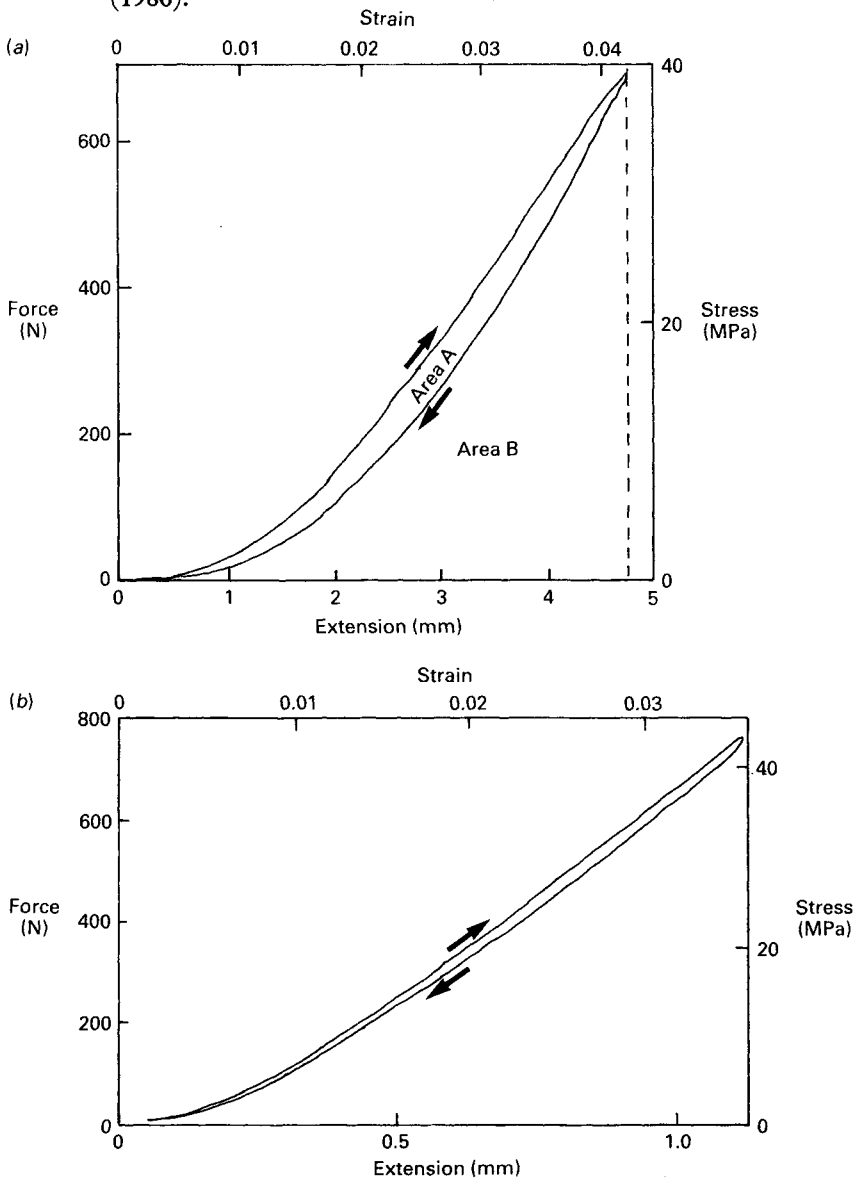 (1986).
Strain
(a)
0 0.01 0.02 0.03 0.04
600
400
200
0
Force
(N)
40
20
0
Stress
(MPa)
Area A
Area B
0 1 2 3 4 5
Extension (mm)
Strain
(b)
0 0.01 0.02 0.03
800
600
400
200
0
Force
(N)
40
20
0
Stress
(MPa)
0 0.5 1.0
Extension (mm)